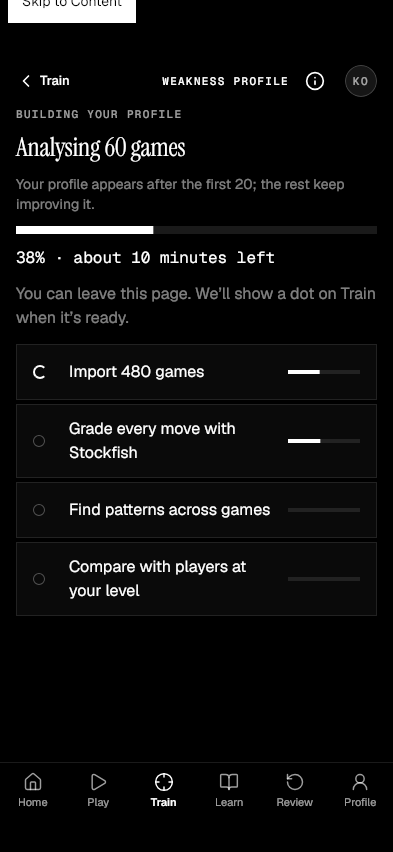 Skip to Content
Train
WEAKNESS PROFILE
KO
BUILDING YOUR PROFILE
Analysing 60 games
Your profile appears after the first 20; the rest keep
improving it.
38% · about 10 minutes left
You can leave this page. We’ll show a dot on Train
when it’s ready.
Import 480 games
Grade every move with
Stockfish
Find patterns across games
Compare with players at
your level
Home
Play
Train
Learn
Review
Profile